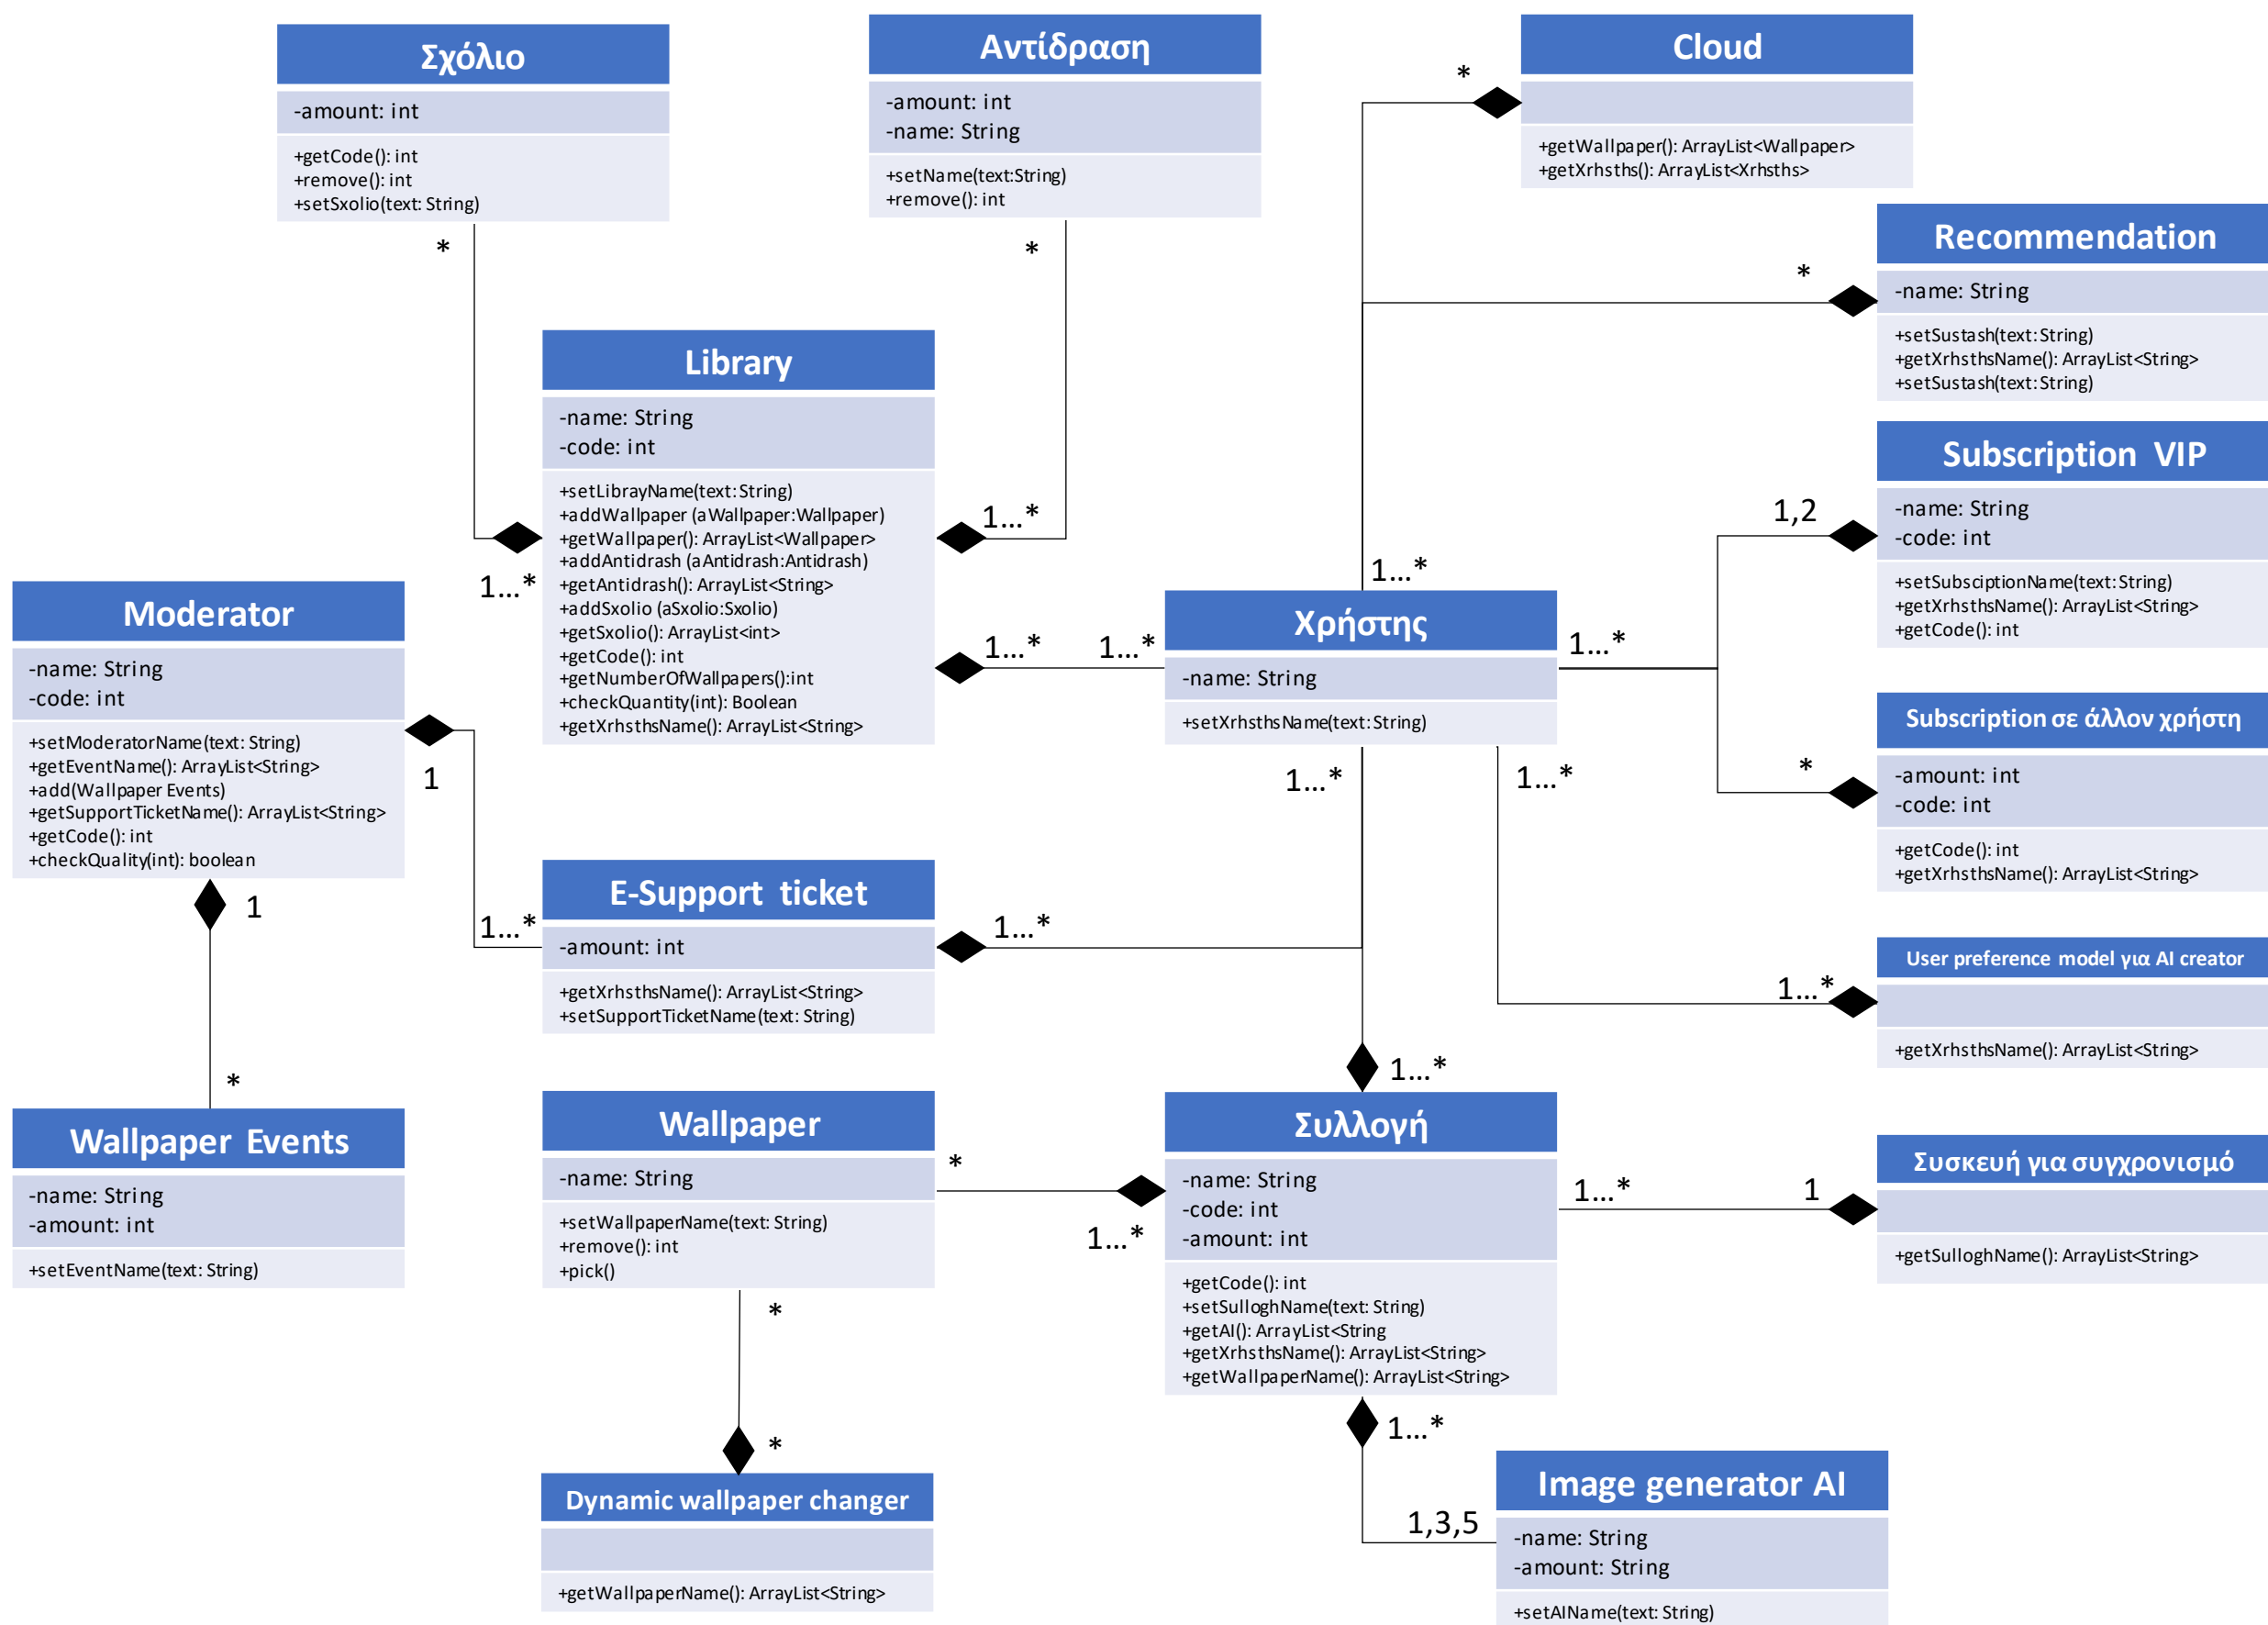 Σχόλιο
-amount: int
+getCode(): int
+remove(): int
+setSxolio(text: String)
*
Αντίδραση
-amount: int
-name: String
+setName(text:String)
+remove(): int
*
Cloud
+getWallpaper(): ArrayList<Wallpaper>
+getXrhsths(): ArrayList<Xrhsths>
*
Recommendation
-name: String
+setSustash(text:String)
+getXrhsthsName(): ArrayList<String>
+setSustash(text:String)
*
Library
-name: String
-code: int
+setLibrayName(text:String)
+addWallpaper (aWallpaper:Wallpaper)
+getWallpaper(): ArrayList<Wallpaper>
+addAntidrash (aAntidrash:Antidrash)
+getAntidrash(): ArrayList<String>
+addSxolio (aSxolio:Sxolio)
+getSxolio(): ArrayList<int>
+getCode(): int
+getNumberOfWallpapers():int
+checkQuantity(int): Boolean
+getXrhsthsName(): ArrayList<String>
1...*
1...*
1...*
1...*
Subscription VIP
-name: String
-code: int
+setSubsciptionName(text:String)
+getXrhsthsName(): ArrayList<String>
+getCode(): int
1,2
Moderator
-name: String
-code: int
+setModeratorName(text: String)
+getEventName(): ArrayList<String>
+add(Wallpaper Events)
+getSupportTicketName(): ArrayList<String>
+getCode(): int
+checkQuality(int): boolean
1
1
Χρήστης
-name: String
+setXrhsthsName(text:String)
1...*
1...*
1...*
1...*
Subscription σε άλλον χρήστη
-amount: int
-code: int
+getCode(): int
+getXrhsthsName(): ArrayList<String>
*
E-Support ticket
-amount: int
+getXrhsthsName(): ArrayList<String>
+setSupportTicketName(text: String)
1...*
1...*
User preference model για AI creator
+getXrhsthsName(): ArrayList<String>
1...*
Wallpaper Events
-name: String
-amount: int
+setEventName(text: String)
*
Wallpaper
-name: String
+setWallpaperName(text: String)
+remove(): int
+pick()
*
*
Συλλογή
-name: String
-code: int
-amount: int
+getCode(): int
+setSulloghName(text: String)
+getAI(): ArrayList<String
+getXrhsthsName(): ArrayList<String>
+getWallpaperName(): ArrayList<String>
1...*
1...*
1...*
1...*
Συσκευή για συγχρονισμό
+getSulloghName(): ArrayList<String>
1
Dynamic wallpaper changer
+getWallpaperName(): ArrayList<String>
*
Image generator AI
-name: String
-amount: String
+setAIName(text: String)
1,3,5